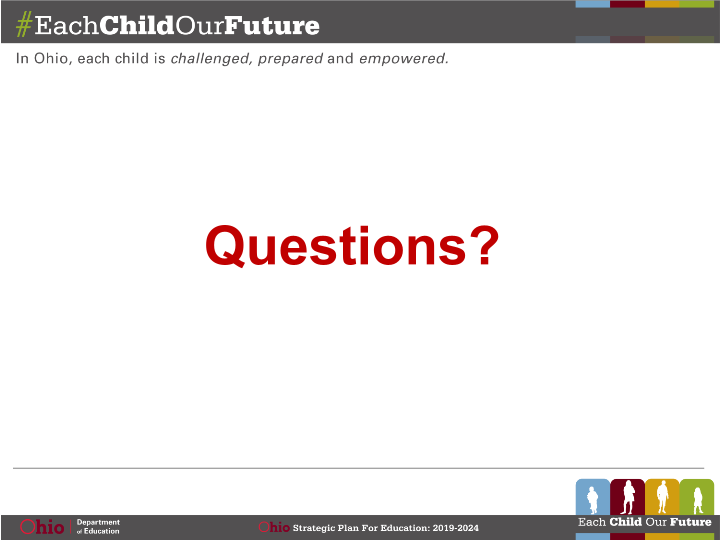 #EachChildOurFuture
In Ohio, each child is challenged, prepared and empowered.
Questions?
Each Child Our Future
Ohio Department of Education
Ohio Strategic Plan For Education: 2019-2024